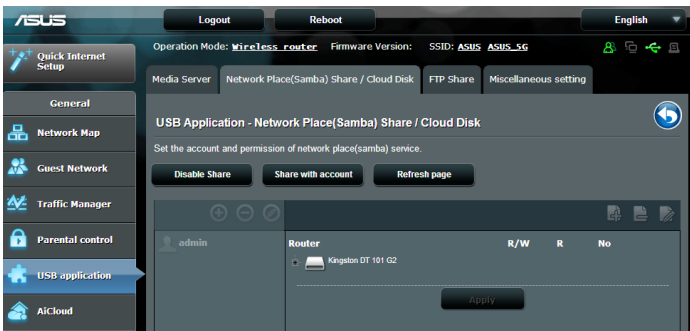 ASUS Logout Reboot English
Operation Mode: Wireless router Firmware Version: SSID: ASUS ASUS_5G
Quick Internet
Setup
Media Server Network Place(Samba) Share / Cloud Disk FTP Share Miscellaneous setting
General
USB Application - Network Place(Samba) Share / Cloud Disk
Network Map
Set the account and permission of network place(samba) service.
Guest Network
Disable Share Share with account Refresh page
Traffic Manager
Parental control
admin Router R/W R No
Kingston DT 101 G2
USB application
Apply
AiCloud